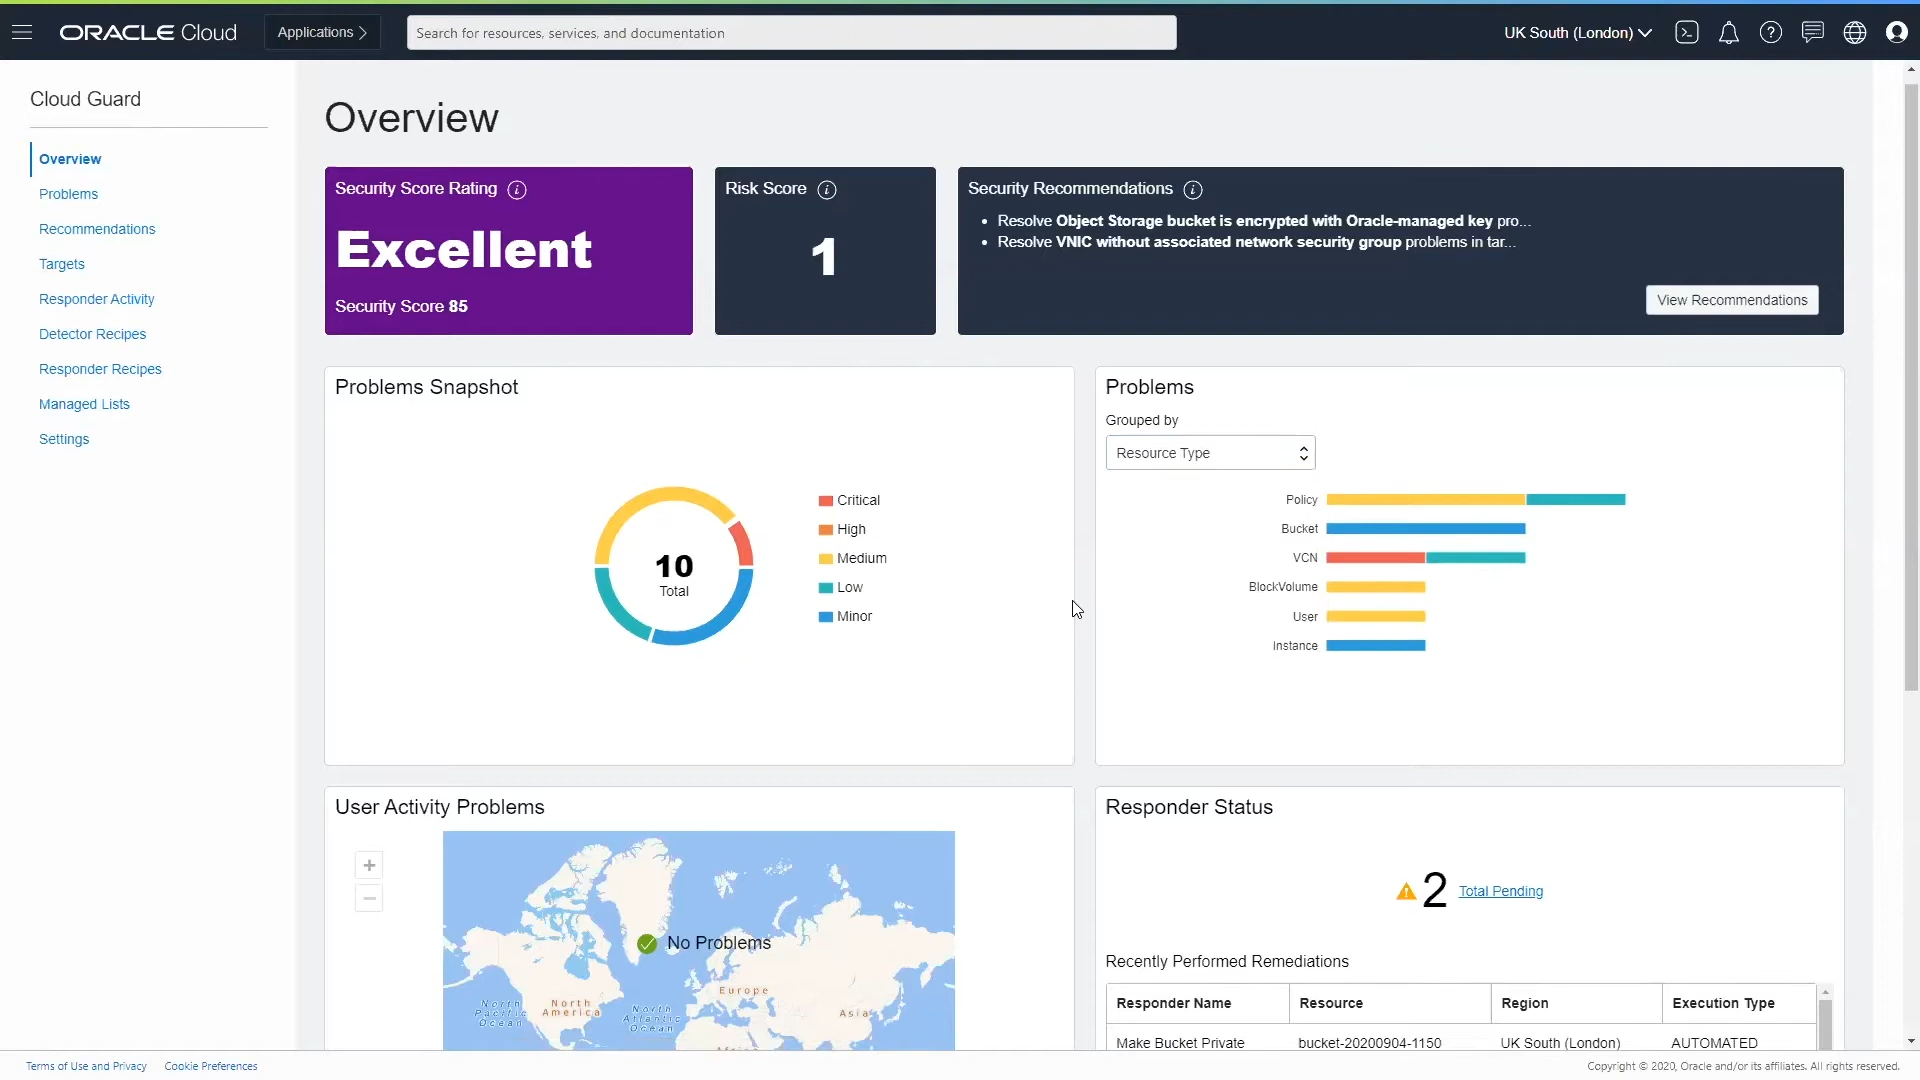 ORACLE Cloud
Applications
Search for resources, services, and documentation
UK South (London)
Cloud Guard
Overview
Problems
Recommendations
Targets
Responder Activity
Detector Recipes
Responder Recipes
Managed Lists
Settings
Overview
Security Score Rating
Excellent
Security Score 85
Risk Score
1
Security Recommendations
• Resolve Object Storage bucket is encrypted with Oracle-managed key pro...
• Resolve VNIC without associated network security group problems in tar...
View Recommendations
Problems Snapshot
10
Total
Critical
High
Medium
Low
Minor
Problems
Grouped by
Resource Type
Policy
Bucket
VCN
BlockVolume
User
Instance
User Activity Problems
+
−
No Problems
North Pacific Ocean
North America
North Atlantic Ocean
Europe
Asia
Africa
Responder Status
2 Total Pending
Recently Performed Remediations
Responder Name Resource Region Execution Type
Make Bucket Private bucket-20200904-1150 UK South (London) AUTOMATED
Terms of Use and Privacy Cookie Preferences
Copyright © 2020, Oracle and/or its affiliates. All rights reserved.